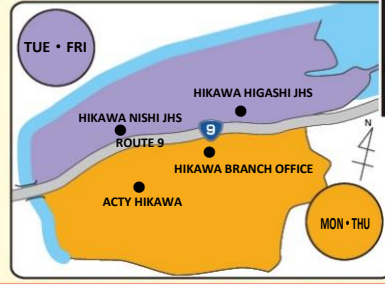 TUE・FRI
HIKAWA HIGASHI JHS
HIKAWA NISHI JHS
9
ROUTE 9
N
HIKAWA BRANCH OFFICE
ACTY HIKAWA
MON・THU